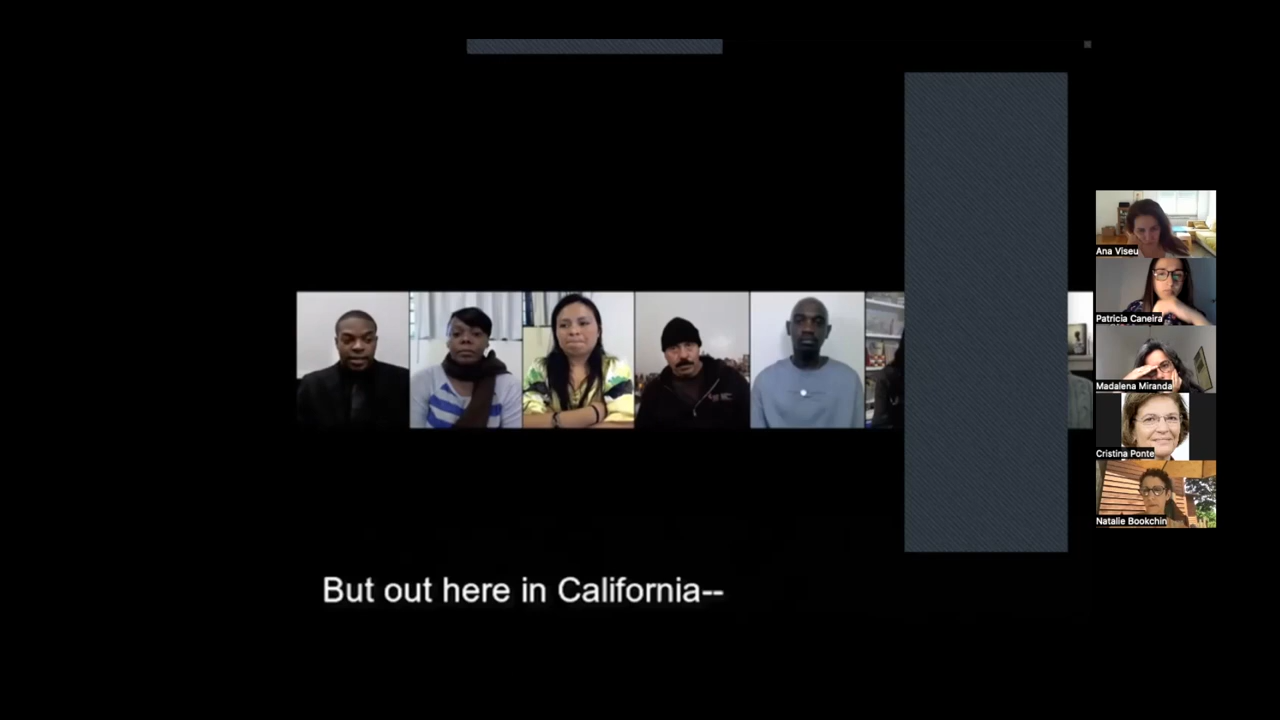 Ana Viseu
Patricia Caneira
Madalena Miranda
Cristina Ponte
Natalie Bookchin
But out here in California--